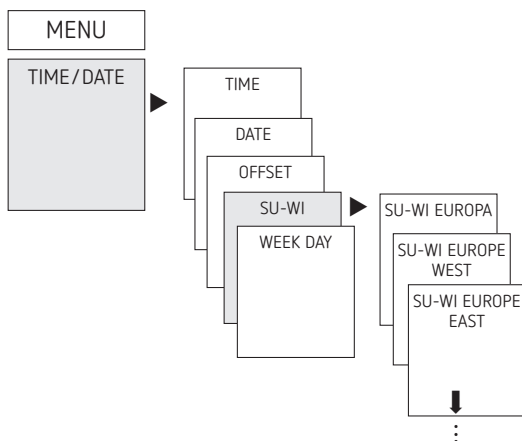 MENU
TIME/DATE
TIME
DATE
OFFSET
SU-WI
WEEK DAY
SU-WI EUROPA
SU-WI EUROPE
WEST
SU-WI EUROPE
EAST